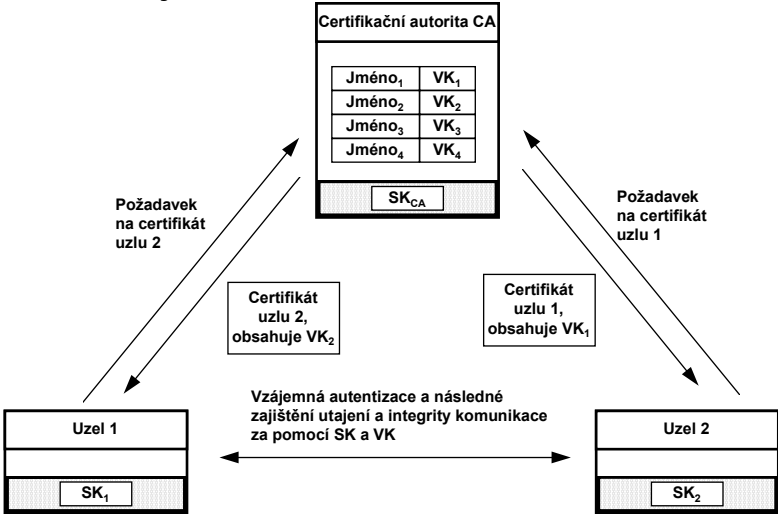 Certifikační autorita CA
Jméno₁ VK₁
Jméno₂ VK₂
Jméno₃ VK₃
Jméno₄ VK₄
SK_CA
Požadavek
na certifikát
uzlu 2
Požadavek
na certifikát
uzlu 1
Certifikát
uzlu 2,
obsahuje VK₂
Certifikát
uzlu 1,
obsahuje VK₁
Vzájemná autentizace a následné
zajištění utajení a integrity komunikace
za pomocí SK a VK
Uzel 1
SK₁
Uzel 2
SK₂